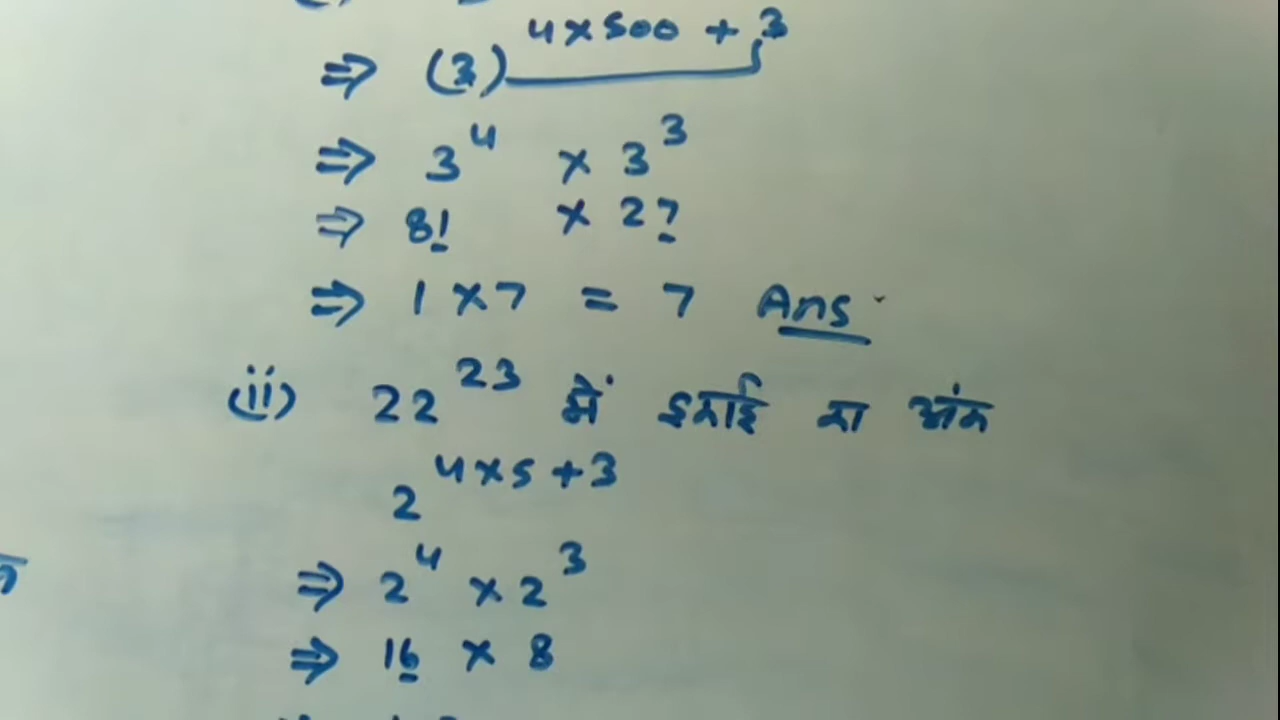 ⇒ (3)^4×500+3
⇒ 3^4 × 3^3
⇒ 81 × 27
⇒ 1 × 7 = 7 Ans
(ii) 22^23 में इकाई का अंक
2^4×5+3
⇒ 2^4 × 2^3
⇒ 16 × 8